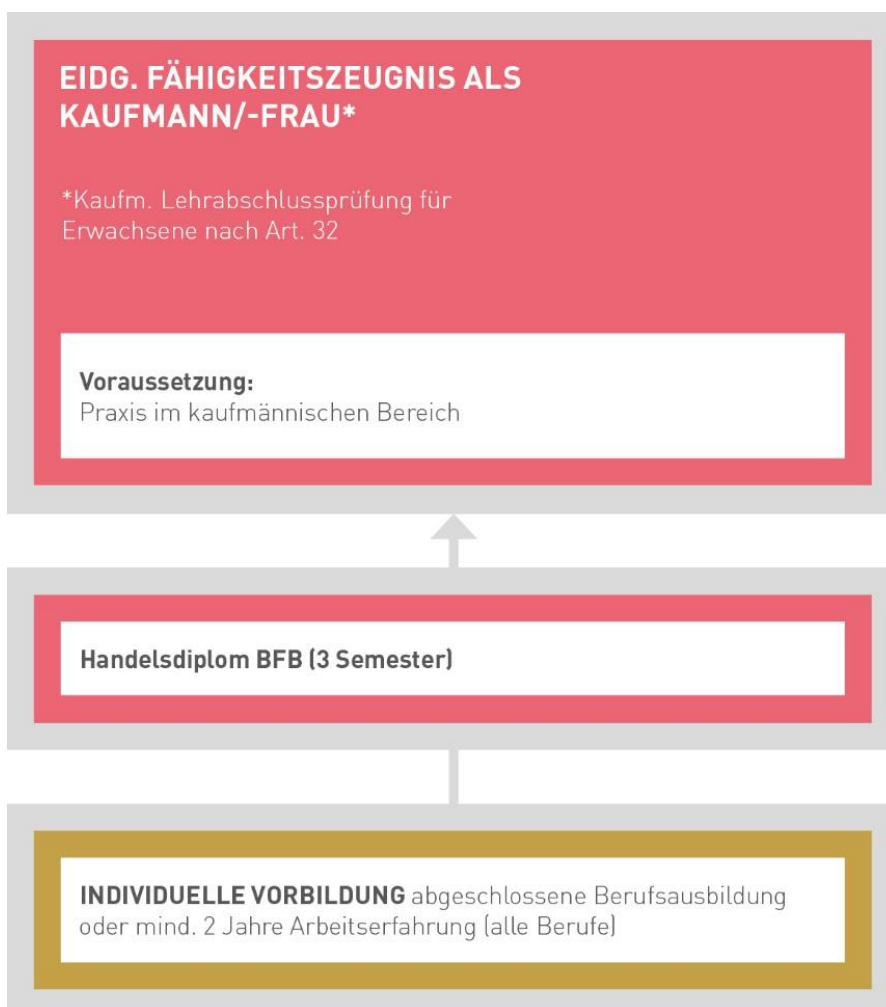 EIDG. FÄHIGKEITSZEUGNIS ALS
KAUFMANN/-FRAU*
*Kaufm. Lehrabschlussprüfung für
Erwachsene nach Art. 32
Voraussetzung:
Praxis im kaufmännischen Bereich
Handelsdiplom BFB (3 Semester)
INDIVIDUELLE VORBILDUNG abgeschlossene Berufsausbildung
oder mind. 2 Jahre Arbeitserfahrung (alle Berufe)